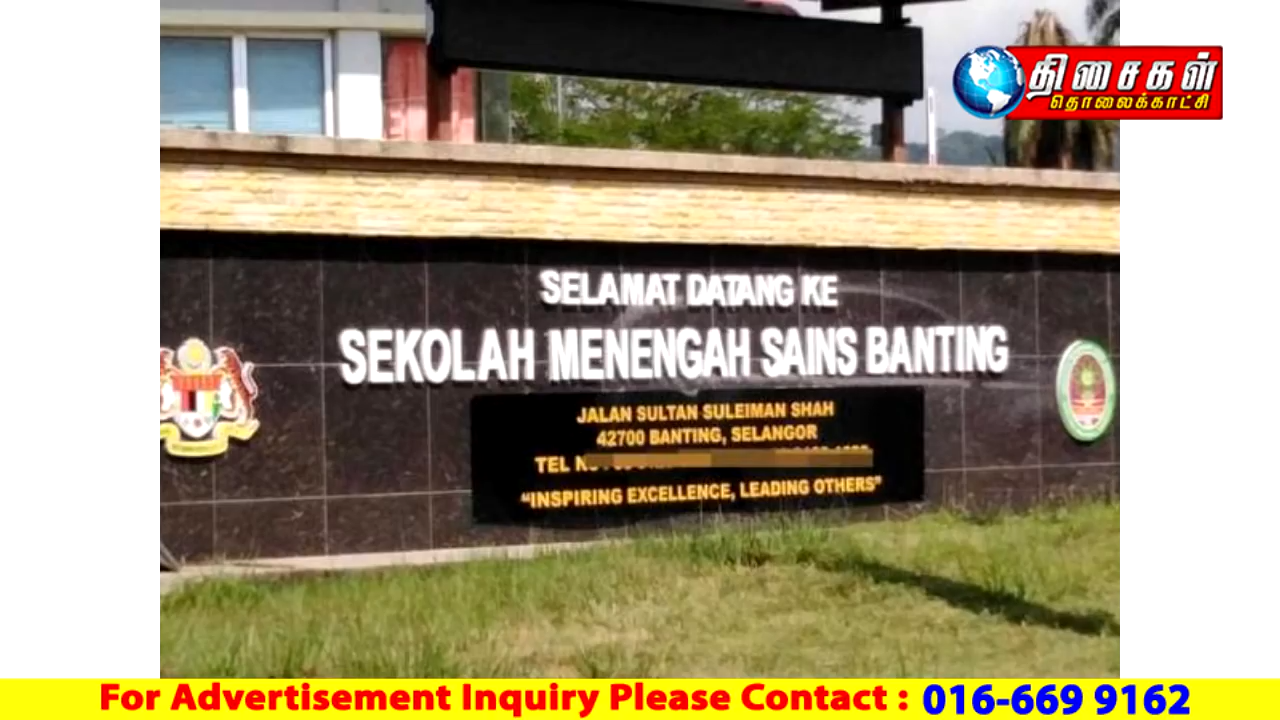 திசைகள்
தொலைக்காட்சி
SELAMAT DATANG KE
SEKOLAH MENENGAH SAINS BANTING
JALAN SULTAN SULEIMAN SHAH
42700 BANTING, SELANGOR
TEL
“INSPIRING EXCELLENCE, LEADING OTHERS”
For Advertisement Inquiry Please Contact : 016-669 9162